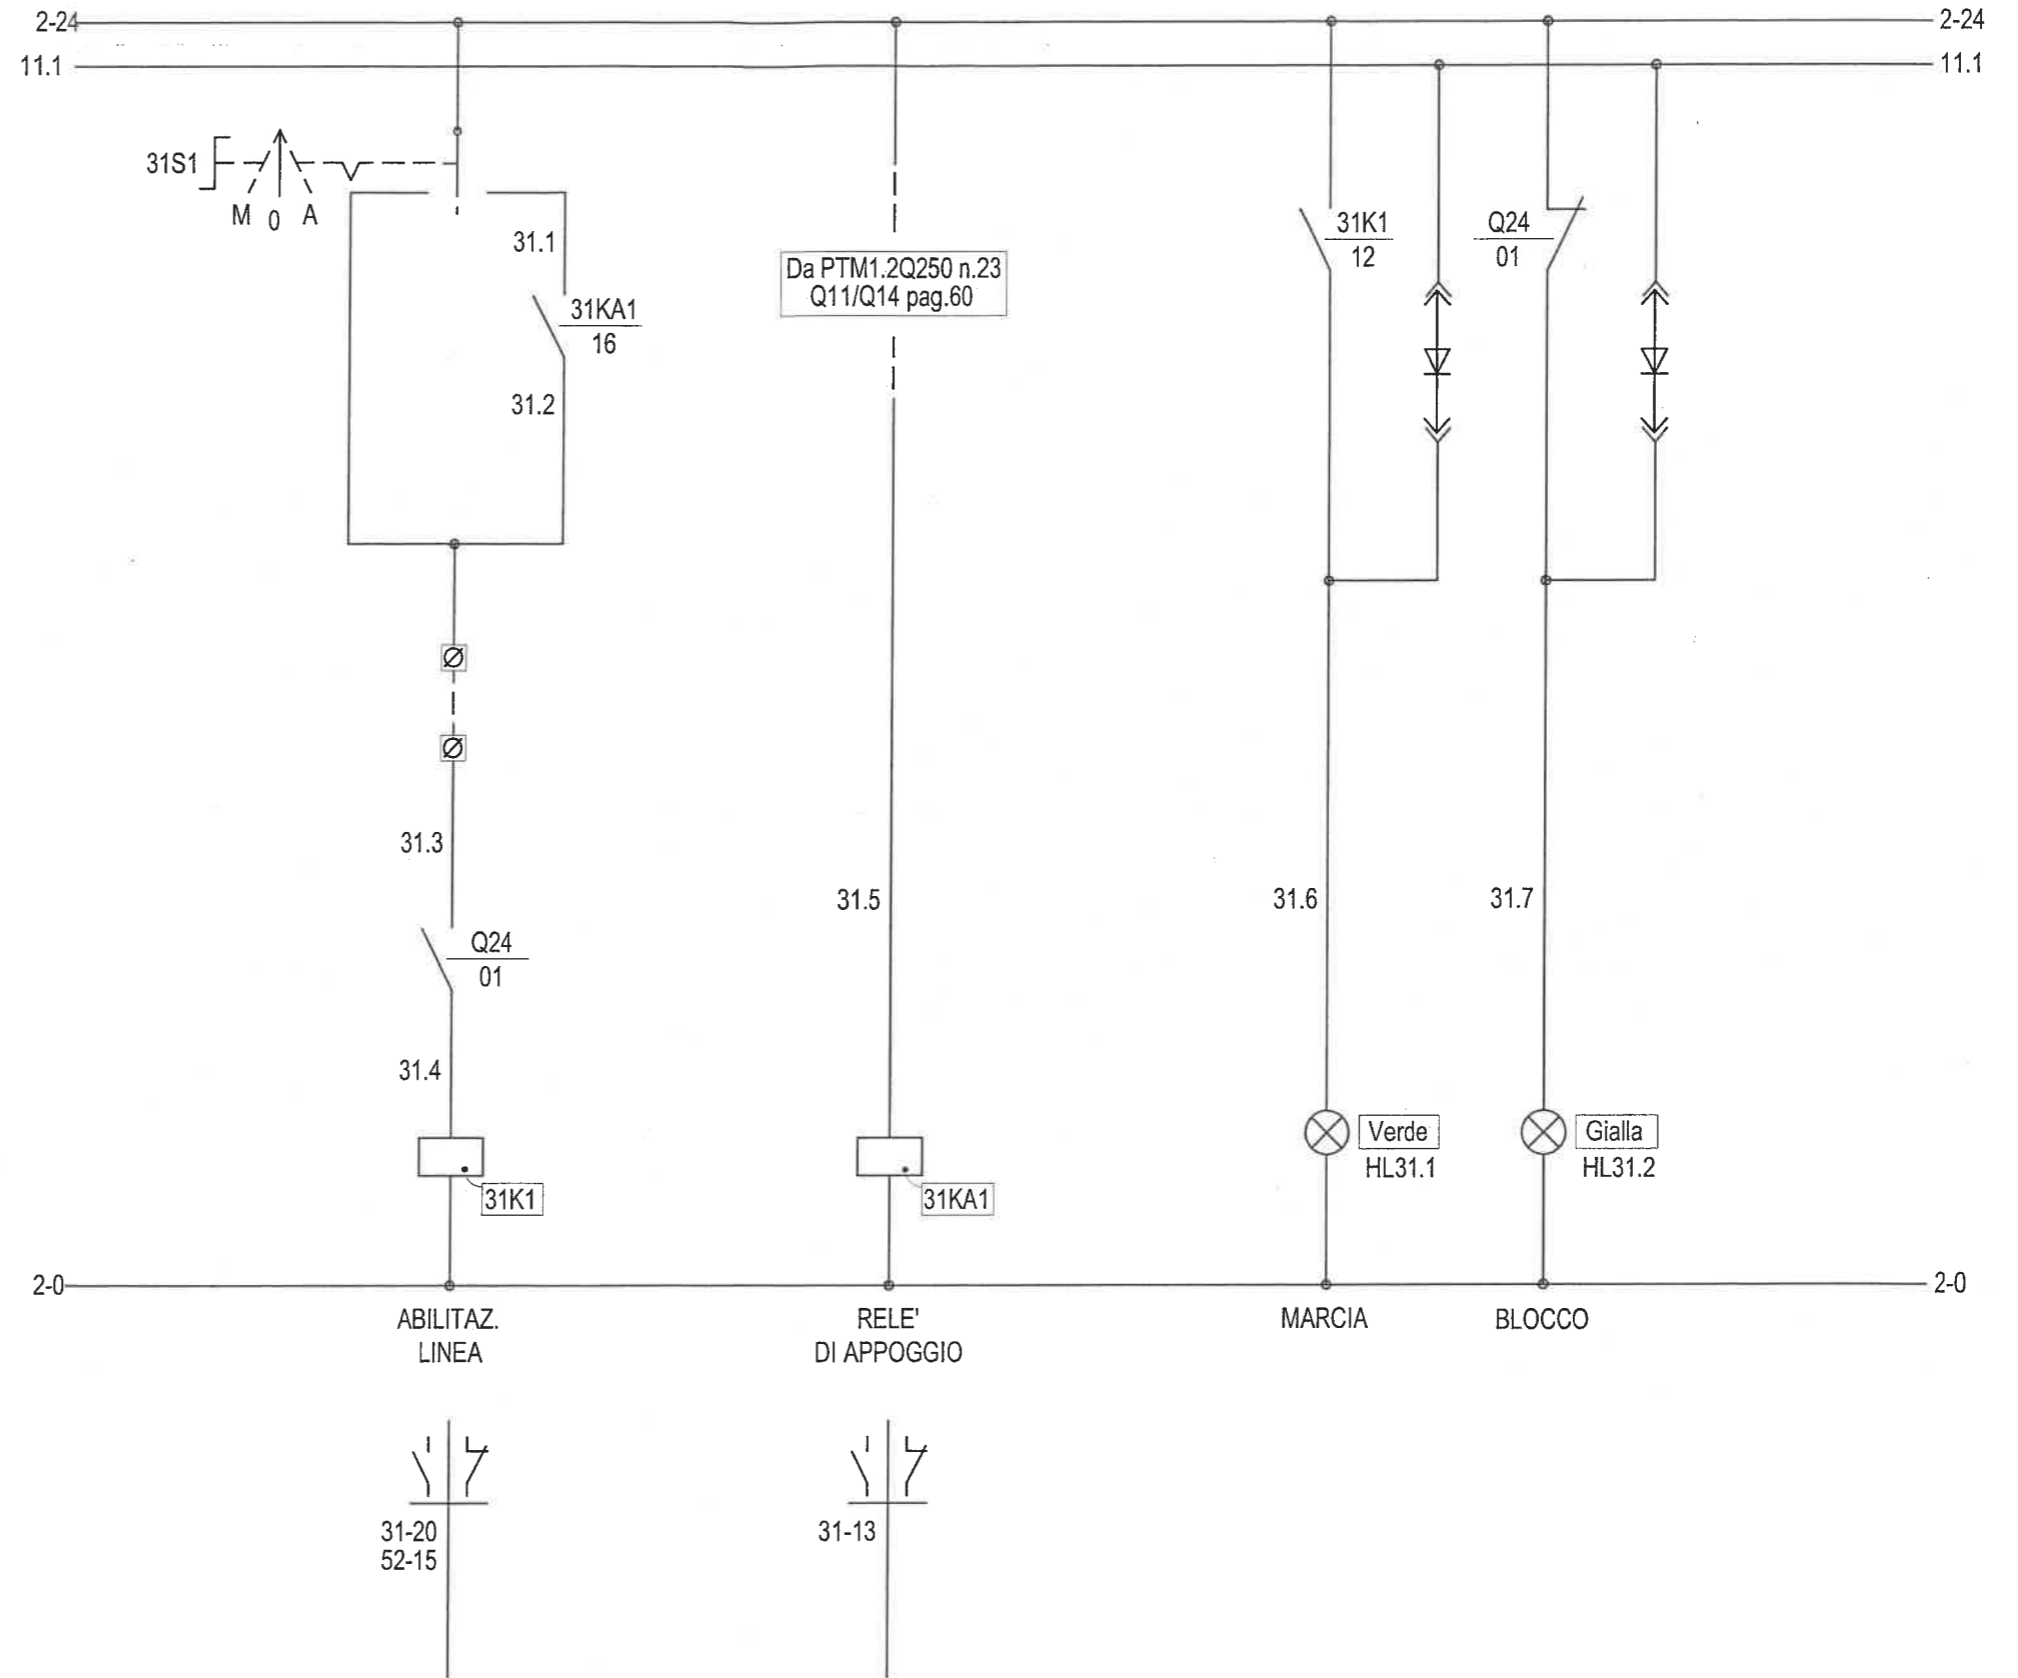 2-24
2-24
11.1
11.1
31S1
M 0 A
31.1
31K1
12
Q24
01
Da PTM1.2Q250 n.23
Q11/Q14 pag.60
31KA1
16
31.2
31.3
31.5
31.6
31.7
Q24
01
31.4
Verde
HL31.1
Gialla
HL31.2
31K1
31KA1
2-0
2-0
ABILITAZ.
LINEA
RELE'
DI APPOGGIO
MARCIA
BLOCCO
31-20
52-15
31-13